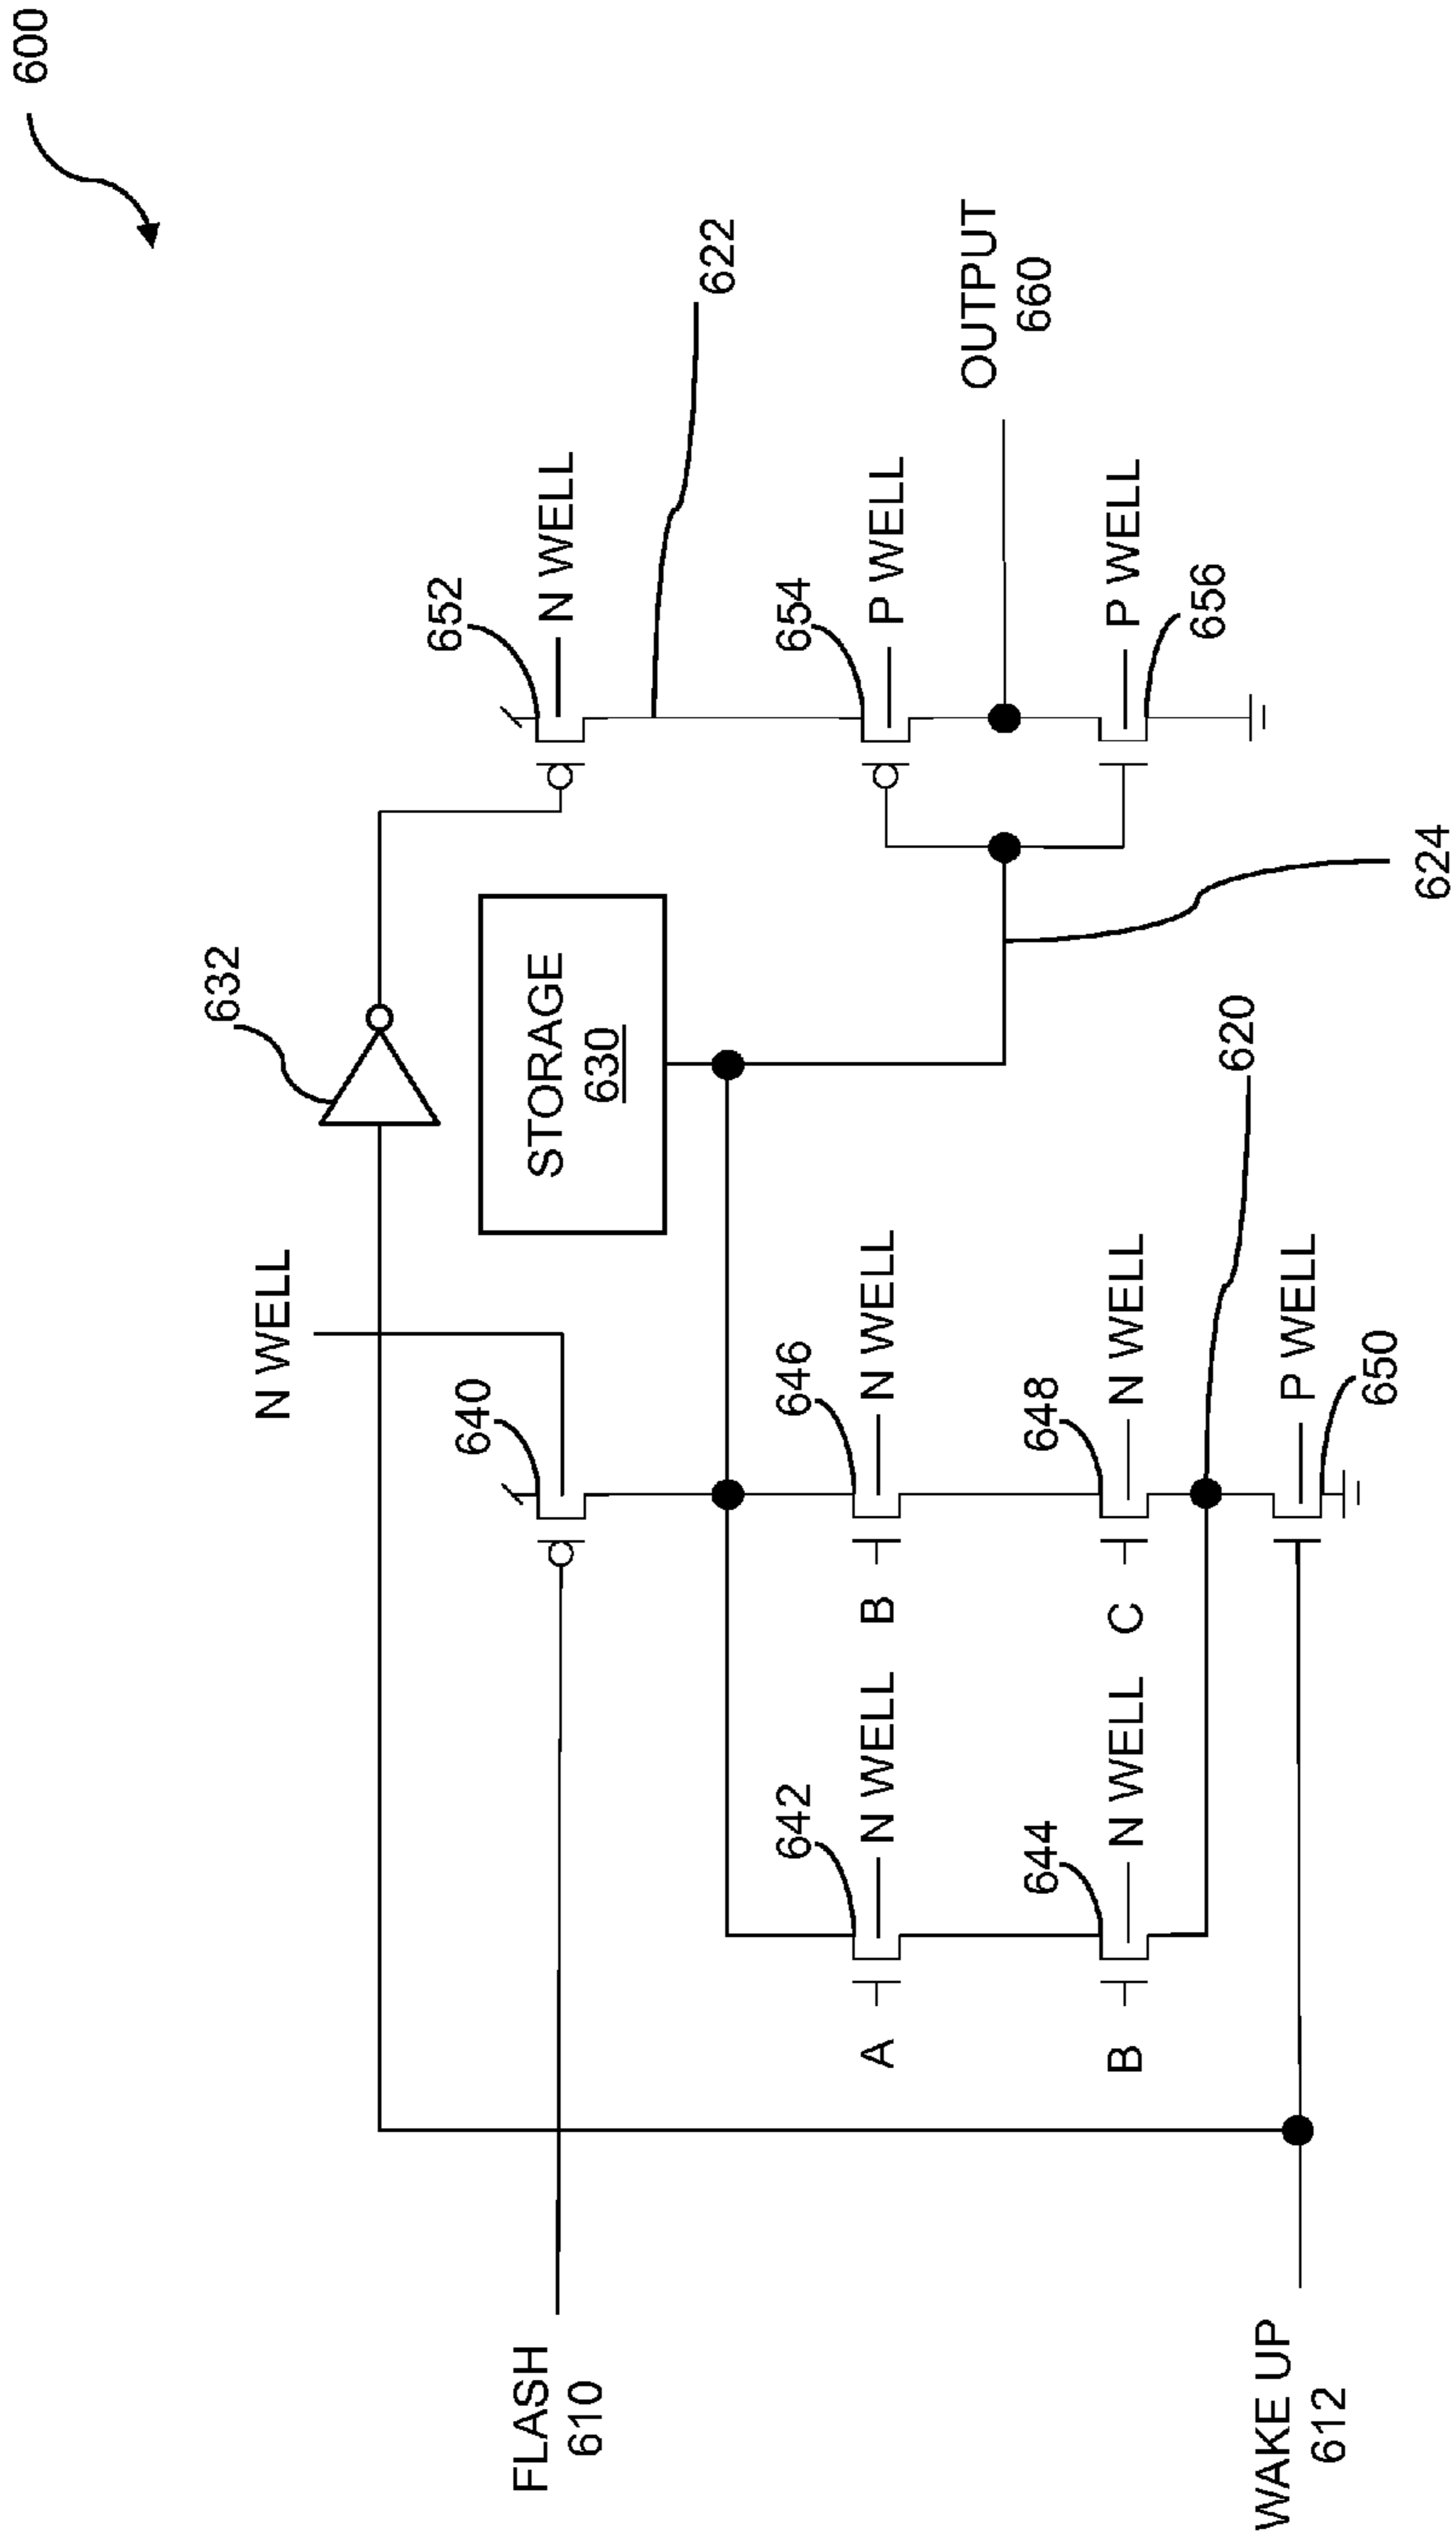 600
632
N WELL
652
N WELL
622
FLASH
610
640
STORAGE
630
642
N WELL
A
646
N WELL
B
654
P WELL
OUTPUT
660
644
N WELL
B
648
N WELL
C
P WELL
656
620
624
WAKE UP
612
P WELL
650